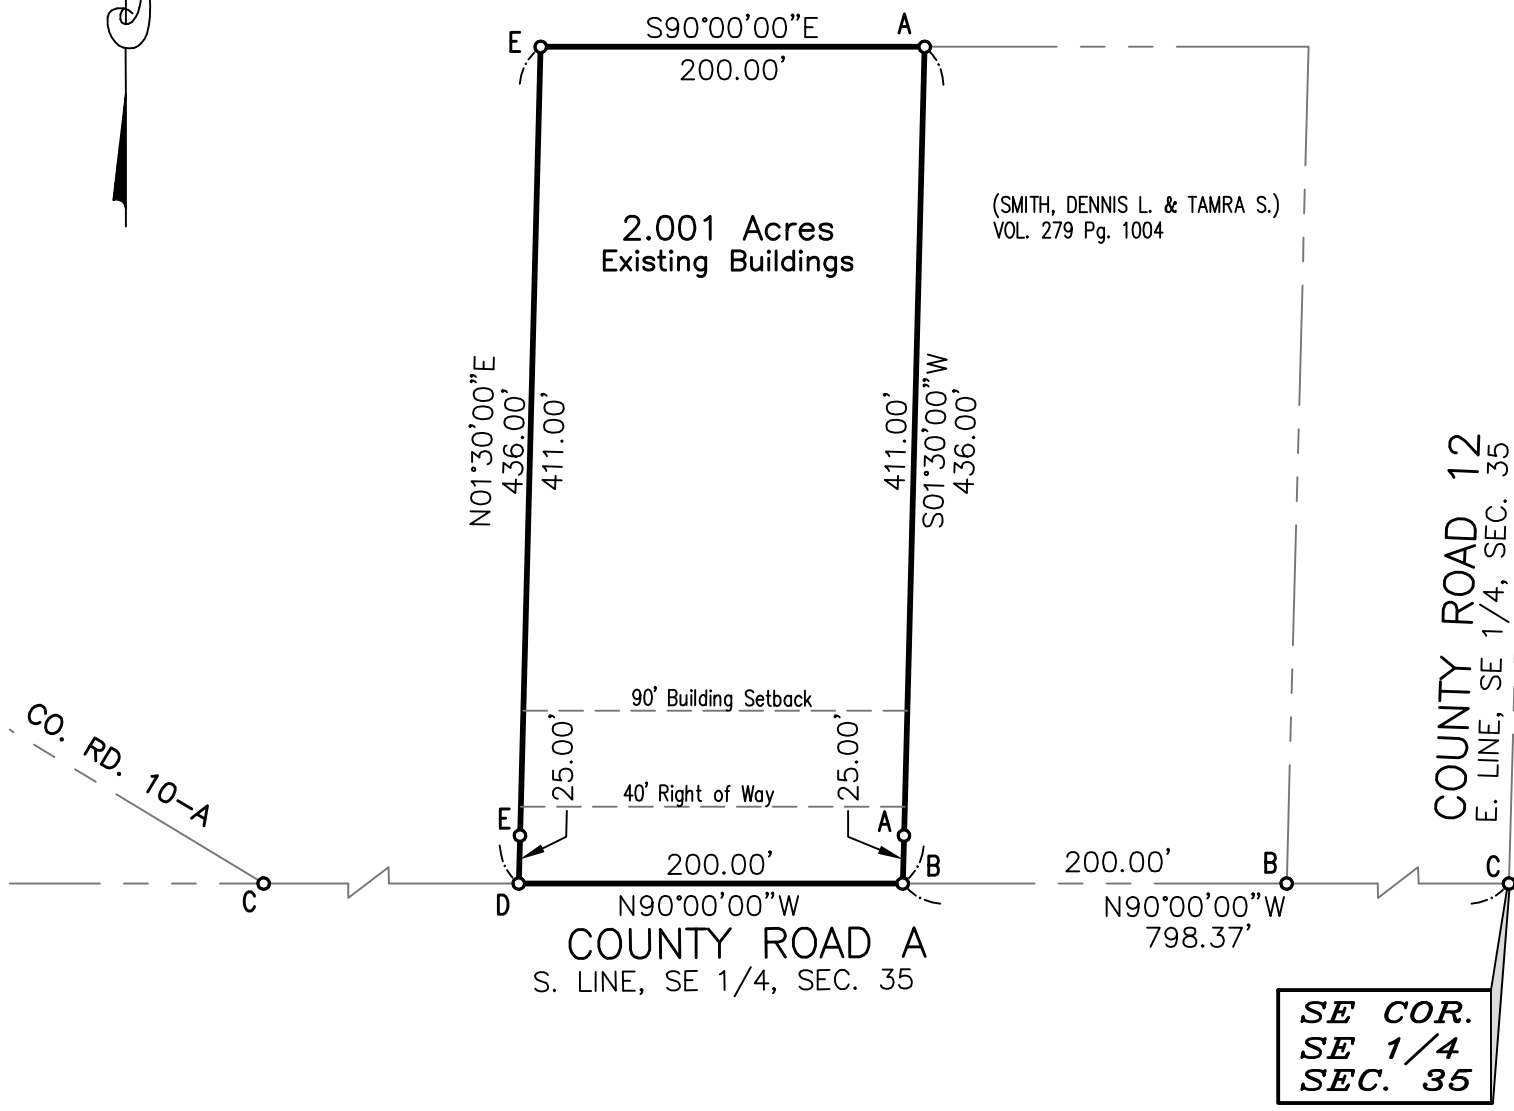 S90°00'00"E
E
A
200.00'
2.001 Acres
Existing Buildings
(SMITH, DENNIS L. & TAMRA S.)
VOL. 279 Pg. 1004
N01°30'00"E
436.00'
411.00'
411.00'
S01°30'00"W
436.00'
COUNTY ROAD 12
E. LINE, SE 1/4, SEC. 35
90' Building Setback
25.00'
25.00'
40' Right of Way
CO. RD. 10-A
E
A
200.00'
200.00'
B
B
C
C
D
N90°00'00"W
N90°00'00"W
798.37'
COUNTY ROAD A
S. LINE, SE 1/4, SEC. 35
SE COR.
SE 1/4
SEC. 35